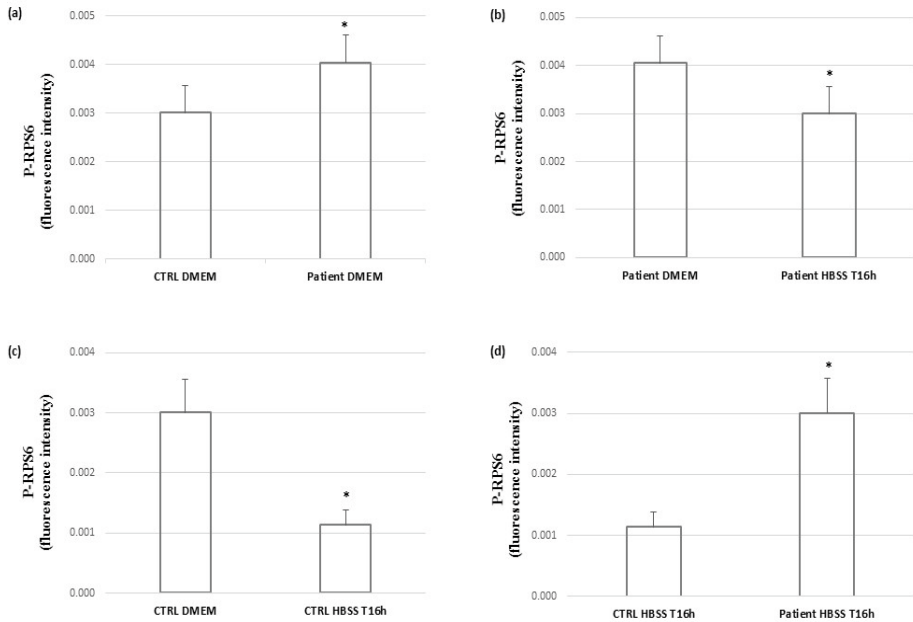 (a)
P-RPS6
(fluorescence intensity)
0.005
0.004
0.003
0.002
0.001
0.000
*
CTRL DMEM
Patient DMEM
(b)
P-RPS6
(fluorescence intensity)
0.005
0.004
0.003
0.002
0.001
0.000
*
Patient DMEM
Patient HBSS T16h
(c)
P-RPS6
(fluorescence intensity)
0.004
0.003
0.002
0.001
0.000
*
CTRL DMEM
CTRL HBSS T16h
(d)
P-RPS6
(fluorescence intensity)
0.004
0.003
0.002
0.001
0.000
*
CTRL HBSS T16h
Patient HBSS T16h